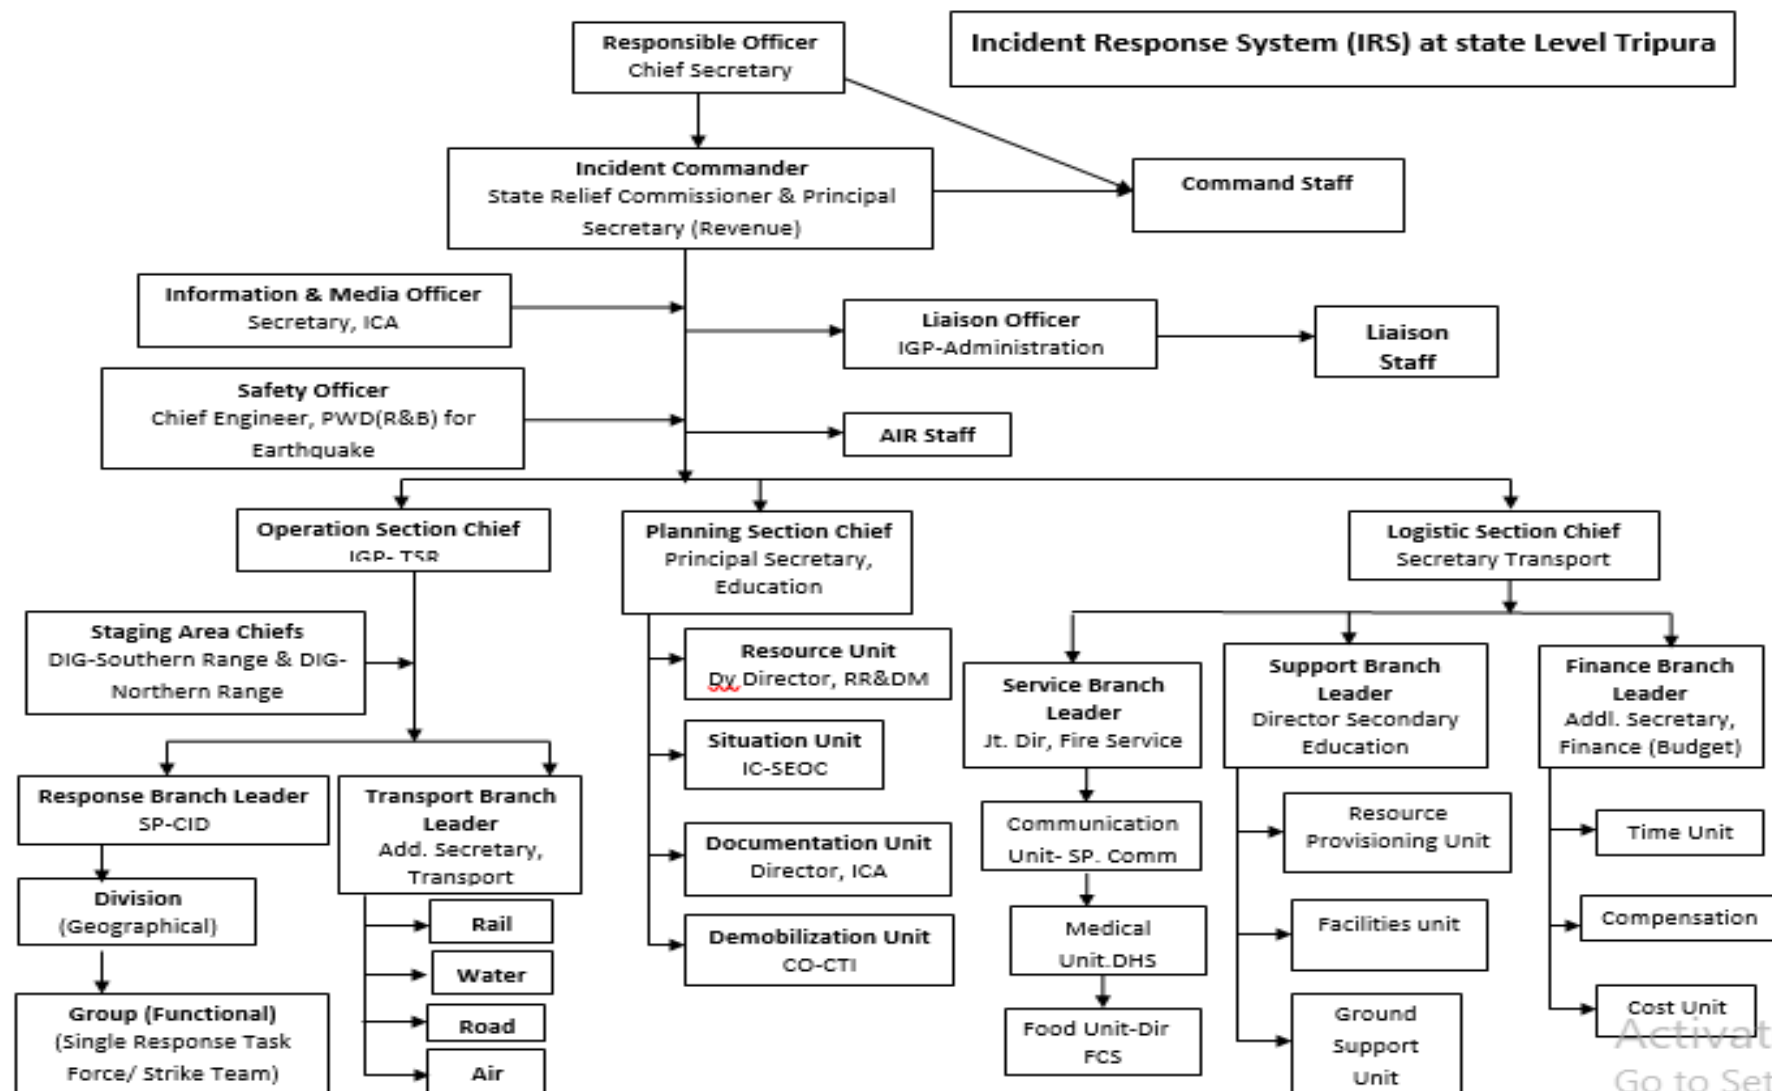 Incident Response System (IRS) at state Level Tripura
Responsible Officer
Chief Secretary
Incident Commander
State Relief Commissioner & Principal
Secretary (Revenue)
Command Staff
Information & Media Officer
Secretary, ICA
Liaison Officer
IGP-Administration
Liaison
Staff
Safety Officer
Chief Engineer, PWD(R&B) for
Earthquake
AIR Staff
Operation Section Chief
IGP- TSR
Planning Section Chief
Principal Secretary,
Education
Logistic Section Chief
Secretary Transport
Staging Area Chiefs
DIG-Southern Range & DIG-
Northern Range
Response Branch Leader
SP-CID
Division
(Geographical)
Group (Functional)
(Single Response Task
Force/ Strike Team)
Transport Branch
Leader
Add. Secretary,
Transport
Rail
Water
Road
Air
Resource Unit
Dy Director, RR&DM
Situation Unit
IC-SEOC
Documentation Unit
Director, ICA
Demobilization Unit
CO-CTI
Service Branch
Leader
Jt. Dir, Fire Service
Communication
Unit- SP. Comm
Medical
Unit.DHS
Food Unit-Dir
FCS
Support Branch
Leader
Director Secondary
Education
Resource
Provisioning Unit
Facilities unit
Ground
Support
Unit
Finance Branch
Leader
Addl. Secretary,
Finance (Budget)
Time Unit
Compensation
Cost Unit
Activat
Go to Set